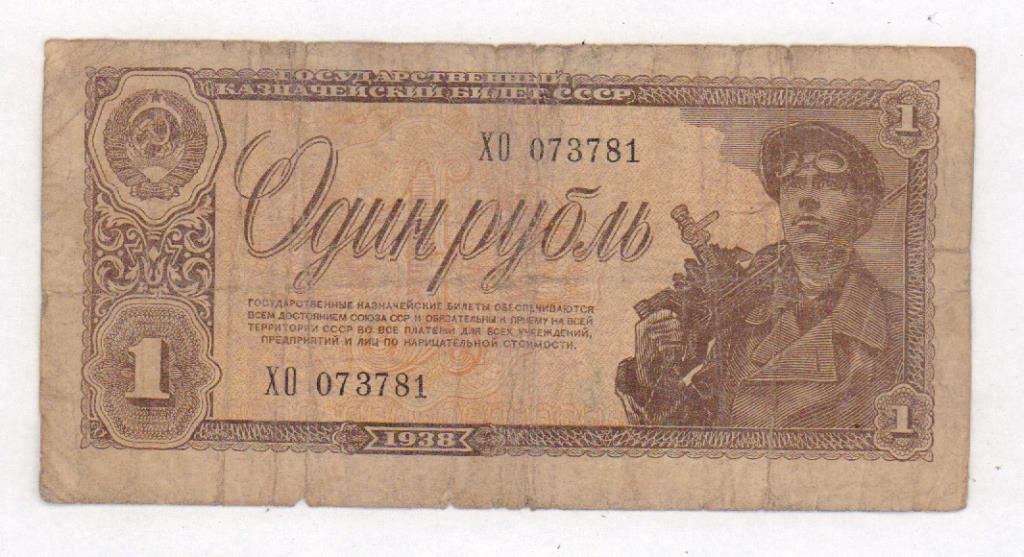 ГОСУДАРСТВЕННЫЙ
КАЗНАЧЕЙСКИЙ БИЛЕТ СССР
1
ХО 073781
Один рубль
ГОСУДАРСТВЕННЫЕ КАЗНАЧЕЙСКИЕ БИЛЕТЫ ОБЕСПЕЧИВАЮТСЯ
ВСЕМ ДОСТОЯНИЕМ СОЮЗА ССР И ОБЯЗАТЕЛЬНЫ К ПРИЕМУ НА ВСЕЙ
ТЕРРИТОРИИ СССР ВО ВСЕ ПЛАТЕЖИ ДЛЯ ВСЕХ УЧРЕЖДЕНИЙ,
ПРЕДПРИЯТИЙ И ЛИЦ ПО НАРИЦАТЕЛЬНОЙ СТОИМОСТИ.
1
ХО 073781
1
1938